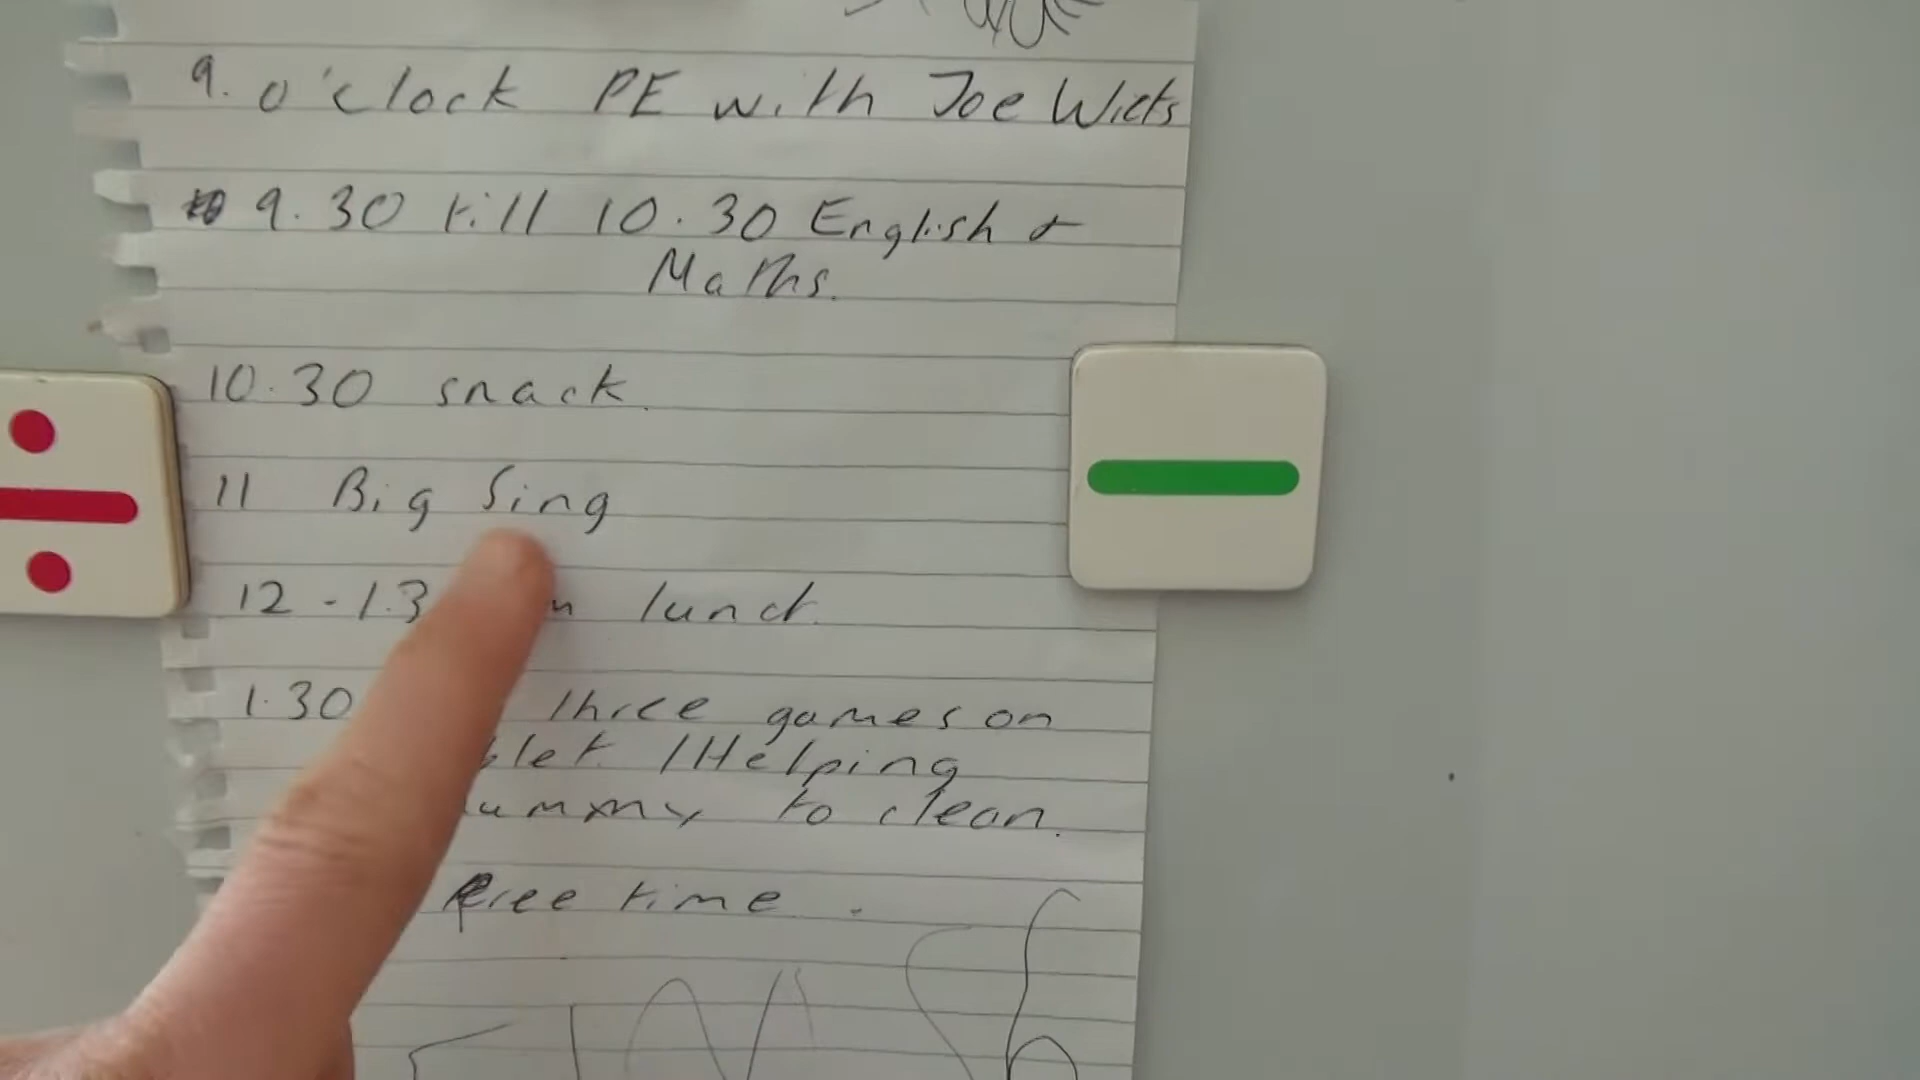 9. o'clock PE with Joe Wicks
9.30 till 10.30 English &
Maths.
10.30 snack.
11 Big Sing
12 - 1.3 lunch.
1.30 three games on
Helping
to clean.
free time.